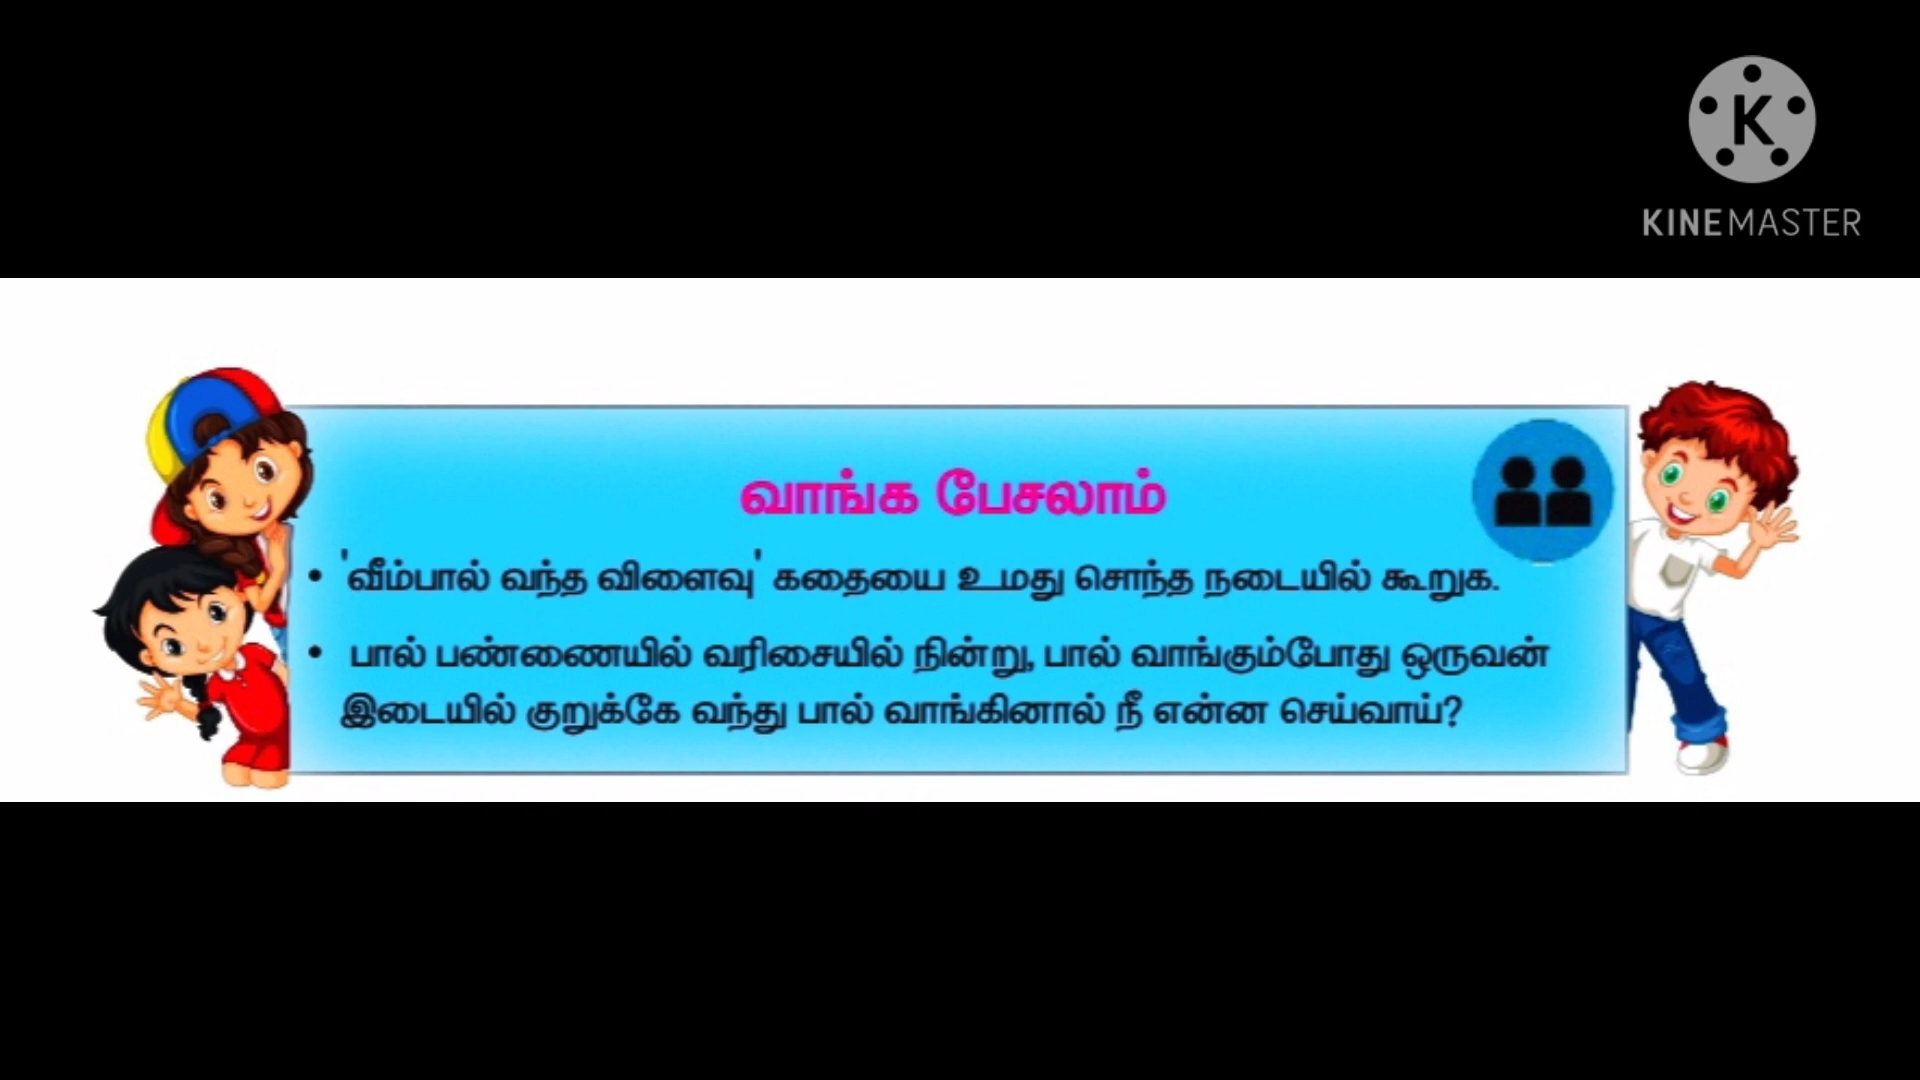 K
KINEMASTER
வாங்க பேசலாம்
• 'வீம்பால் வந்த விளைவு' கதையை உமது சொந்த நடையில் கூறுக.
• பால் பண்ணையில் வரிசையில் நின்று, பால் வாங்கும்போது ஒருவன்
இடையில் குறுக்கே வந்து பால் வாங்கினால் நீ என்ன செய்வாய்?